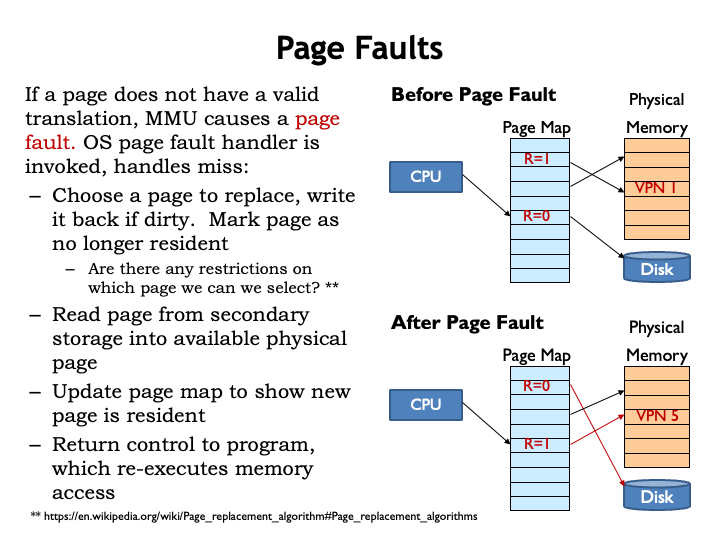 Page Faults
If a page does not have a valid
translation, MMU causes a page
fault. OS page fault handler is
invoked, handles miss:
– Choose a page to replace, write
it back if dirty.  Mark page as
no longer resident
– Are there any restrictions on
which page we can we select? **
– Read page from secondary
storage into available physical
page
– Update page map to show new
page is resident
– Return control to program,
which re-executes memory
access
Before Page Fault
Physical
Memory
Page Map
CPU
R=1
R=0
VPN 1
Disk
After Page Fault
Physical
Memory
Page Map
CPU
R=0
R=1
VPN 5
Disk
** https://en.wikipedia.org/wiki/Page_replacement_algorithm#Page_replacement_algorithms